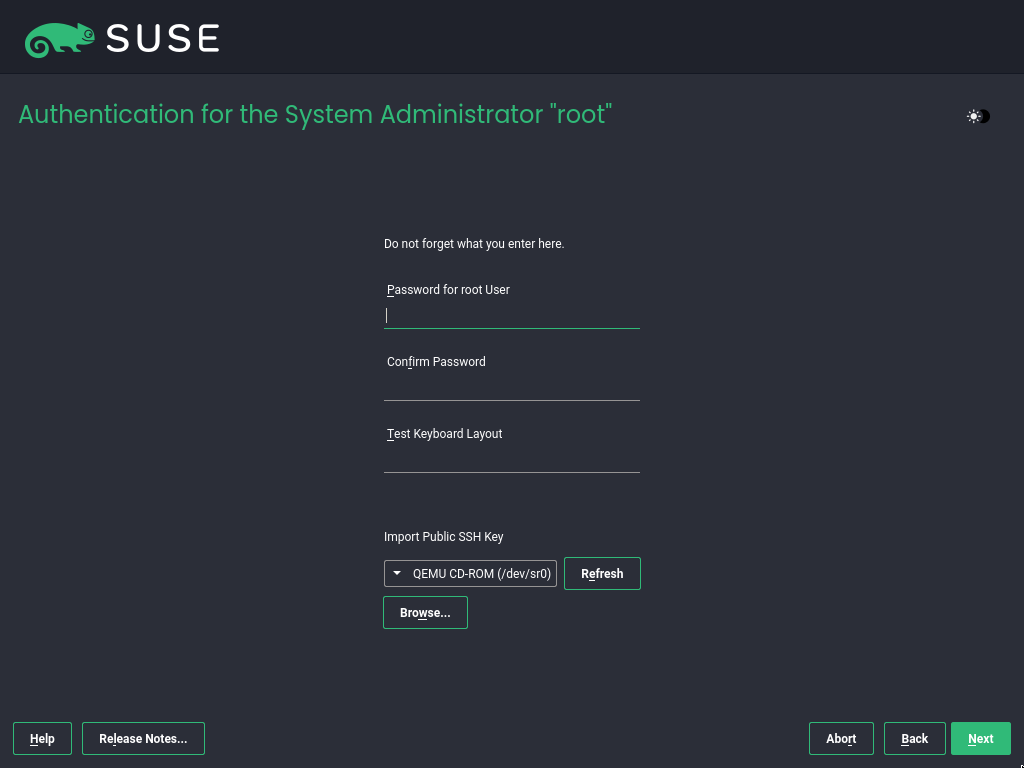 SUSE
Authentication for the System Administrator "root"
Do not forget what you enter here.
Password for root User
Confirm Password
Test Keyboard Layout
Import Public SSH Key
QEMU CD-ROM (/dev/sr0) Refresh
Browse...
Help Release Notes... Abort Back Next